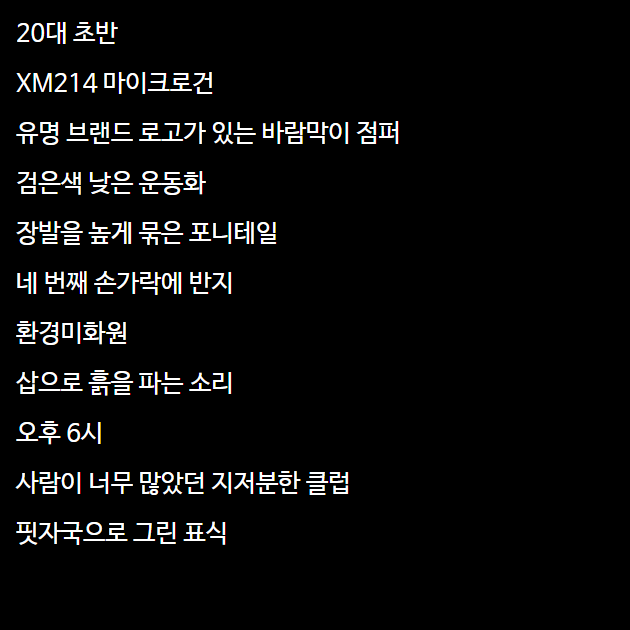 20대 초반
XM214 마이크로건
유명 브랜드 로고가 있는 바람막이 점퍼
검은색 낮은 운동화
장발을 높게 묶은 포니테일
네 번째 손가락에 반지
환경미화원
삽으로 흙을 파는 소리
오후 6시
사람이 너무 많았던 지저분한 클럽
핏자국으로 그린 표식